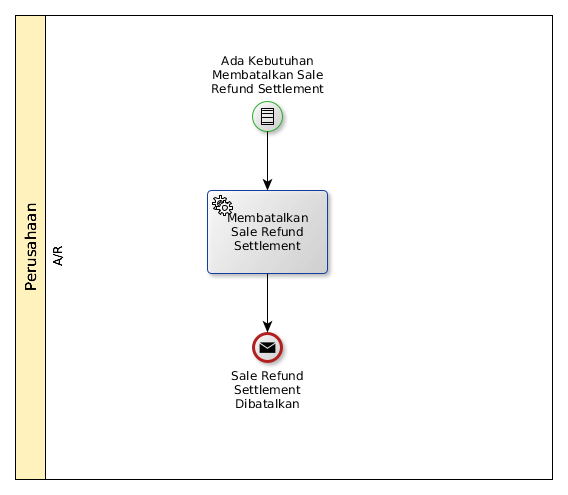 Ada Kebutuhan
Membatalkan Sale
Refund Settlement
Perusahaan
A/R
Membatalkan
Sale Refund
Settlement
Sale Refund
Settlement
Dibatalkan